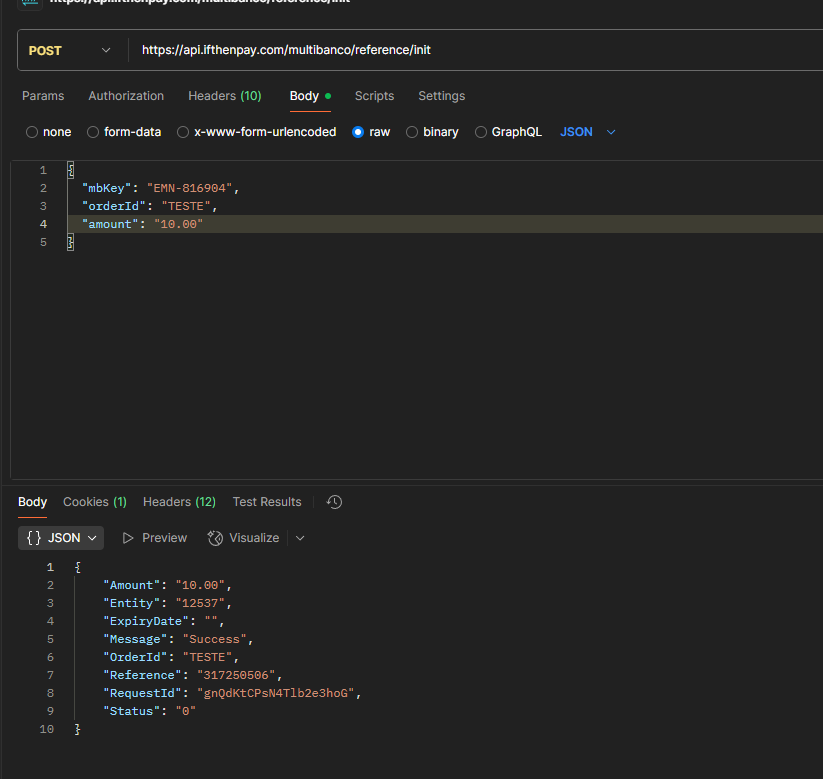 https://api.ifthenpay.com/multibanco/reference/init
POST https://api.ifthenpay.com/multibanco/reference/init
Params Authorization Headers (10) Body Scripts Settings
none form-data x-www-form-urlencoded raw binary GraphQL JSON
1 {
2 "mbKey": "EMN-816904",
3 "orderId": "TESTE",
4 "amount": "10.00"
5 }
Body Cookies (1) Headers (12) Test Results
{} JSON Preview Visualize
1 {
2 "Amount": "10.00",
3 "Entity": "12537",
4 "ExpiryDate": "",
5 "Message": "Success",
6 "OrderId": "TESTE",
7 "Reference": "317250506",
8 "RequestId": "gnQdKtCPsN4Tlb2e3hoG",
9 "Status": "0"
10 }